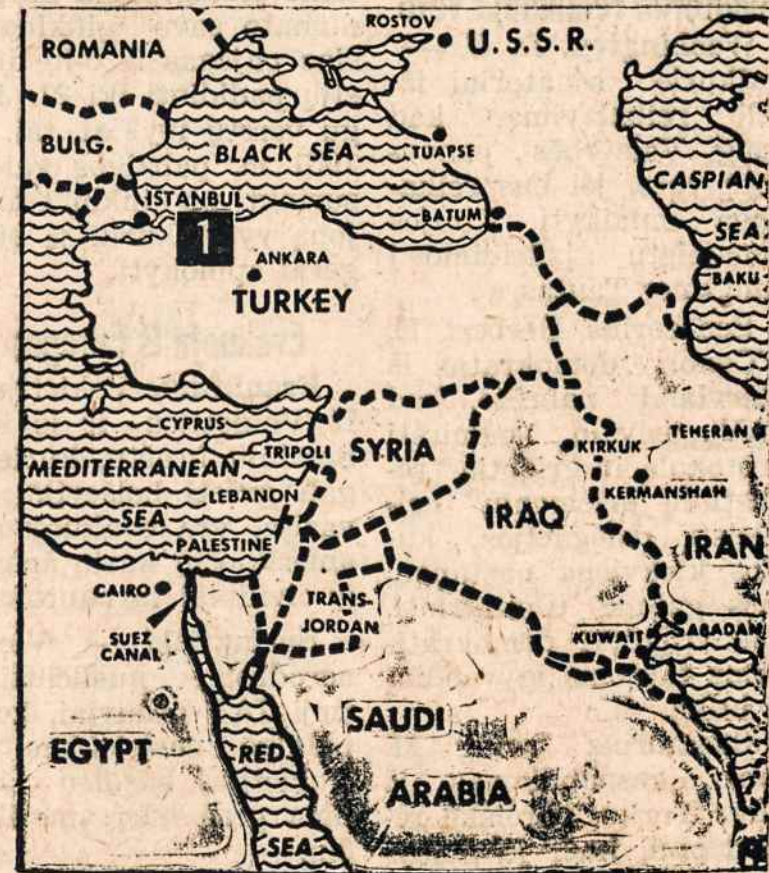 ROSTOV
ROMANIA
U.S.S.R.
BULG.
BLACK SEA
TUAPSE
CASPIAN
SEA
ISTANBUL
BATUM
1
ANKARA
BAKU
TURKEY
CYPRUS
TRIPOLI
SYRIA
KIRKUK
TEHERAN
MEDITERRANEAN
SEA
LEBANON
KERMANSHAH
IRAQ
PALESTINE
IRAN
CAIRO
TRANS-
JORDAN
SUEZ
CANAL
KUWAIT
ABADAN
SAUDI
ARABIA
EGYPT
RED
SEA